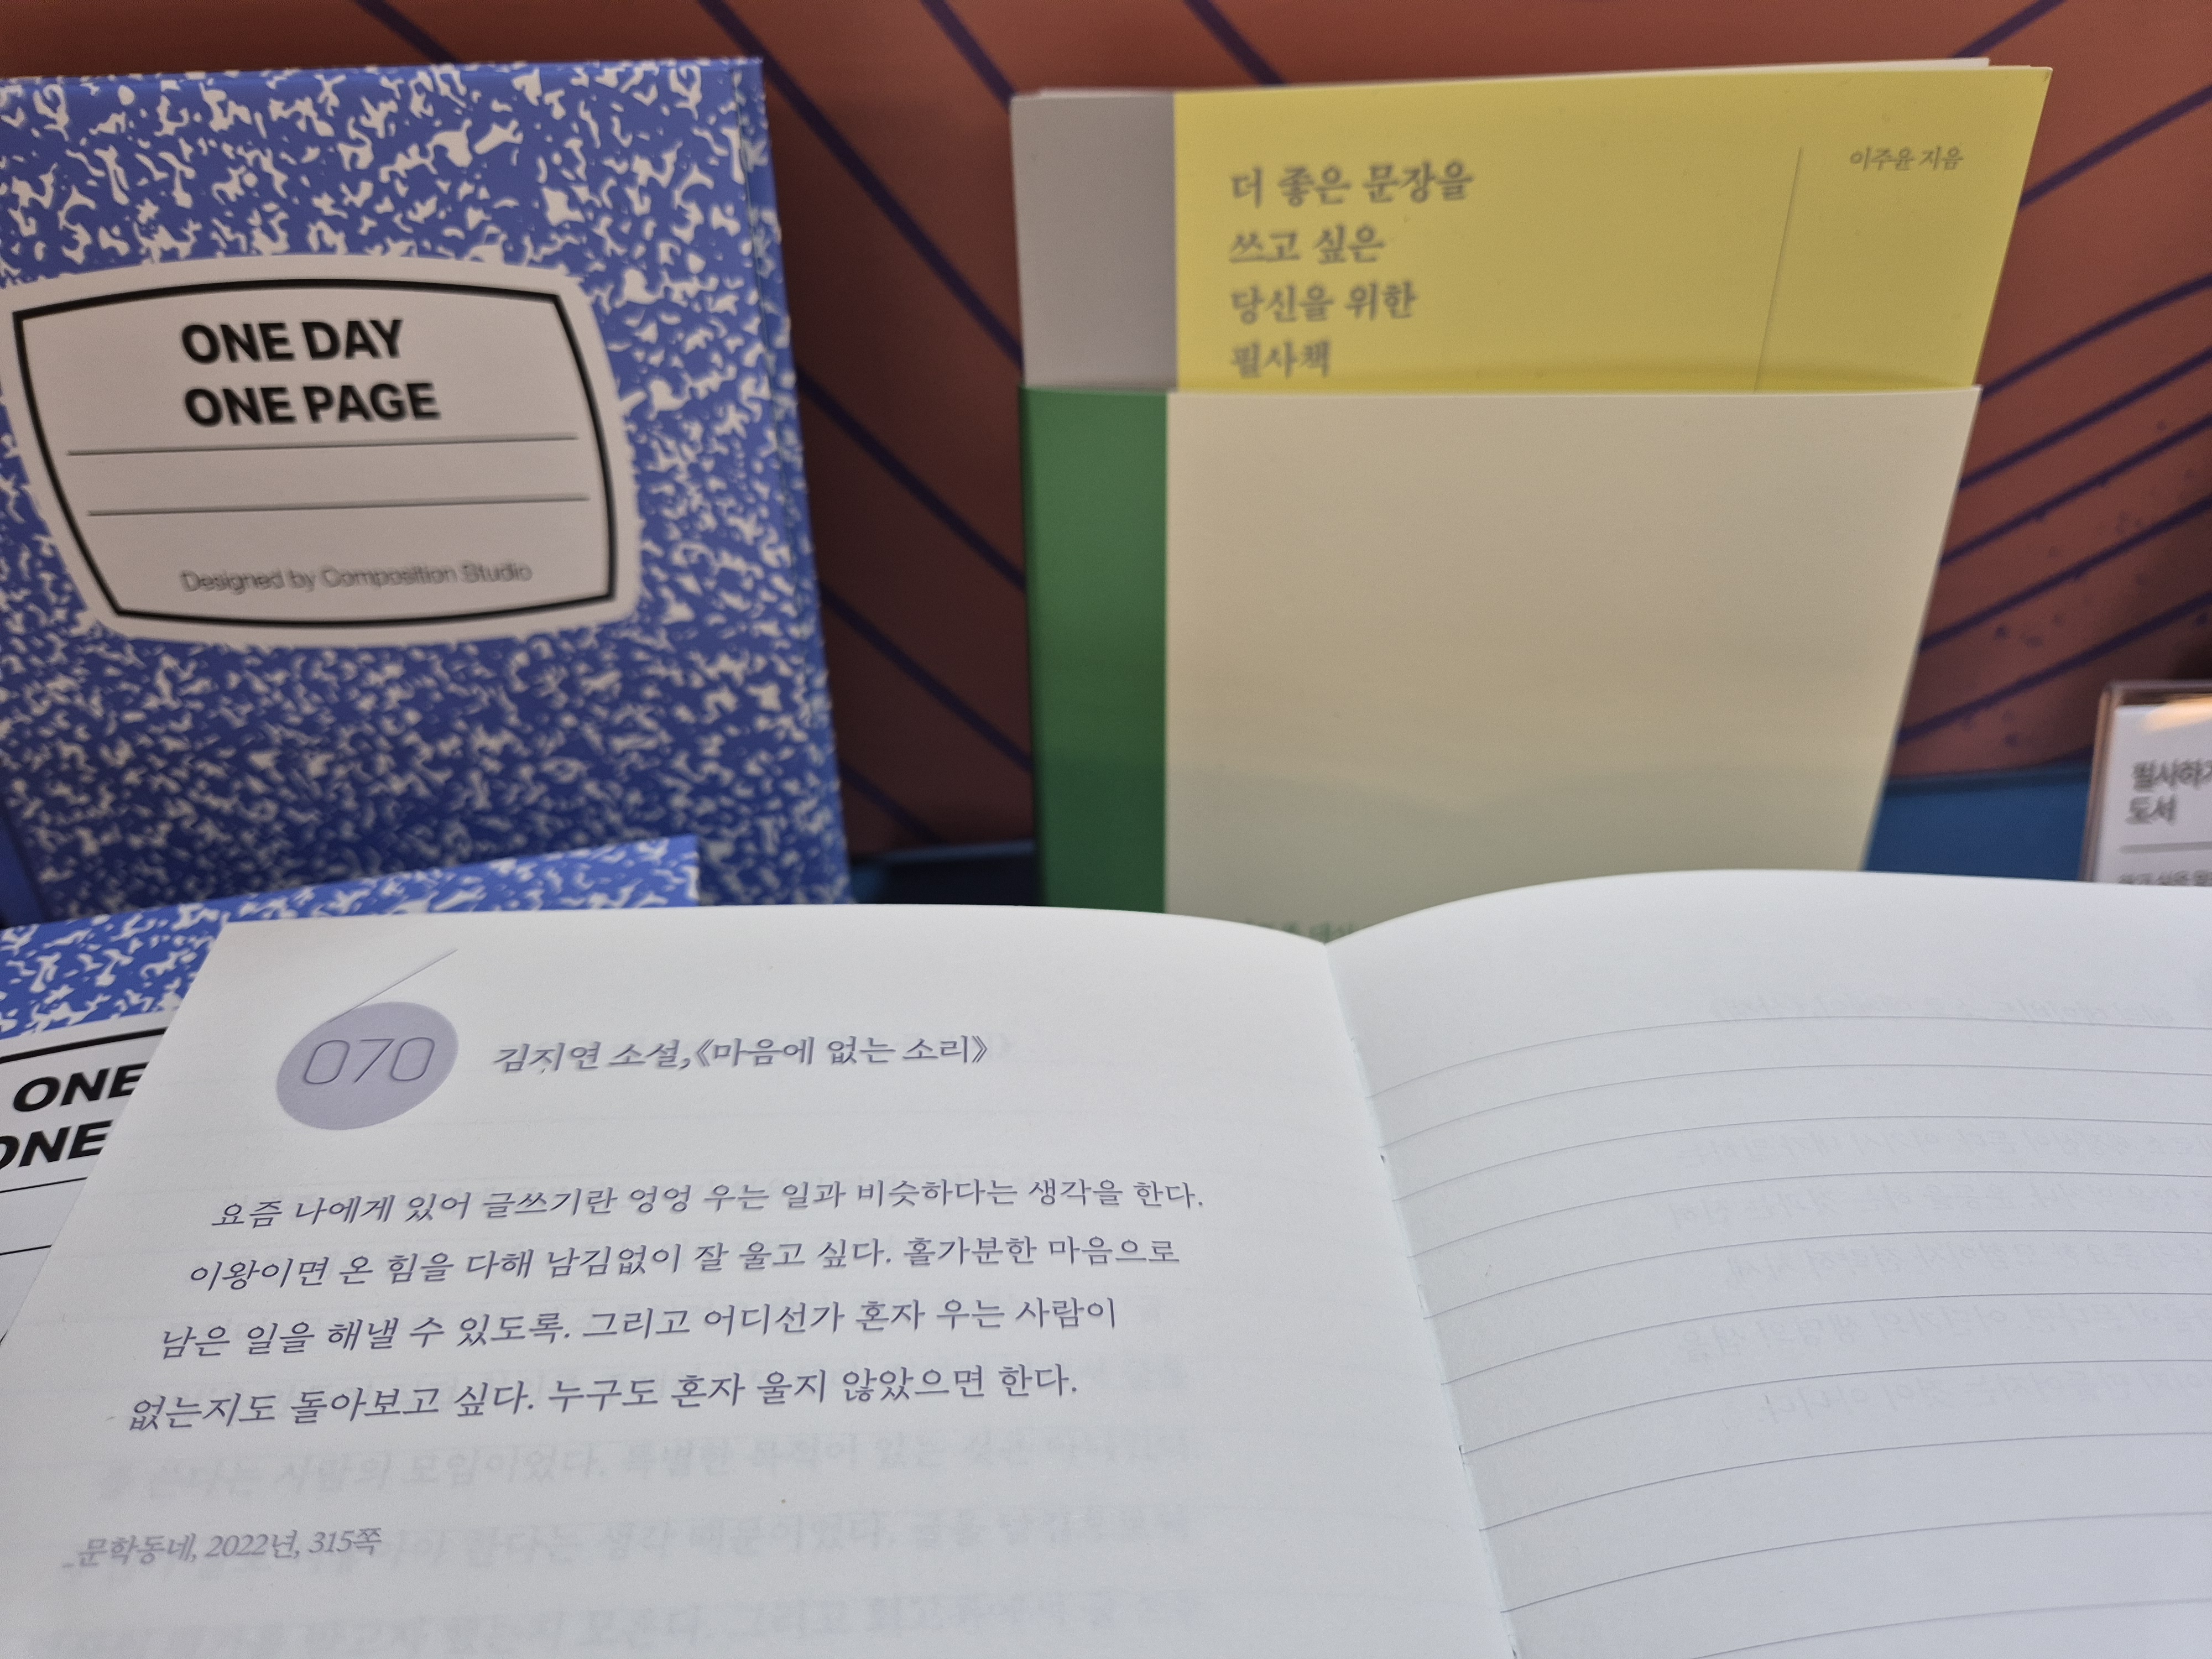 ONE DAY
ONE PAGE
Designed by Composition Studio
더 좋은 문장을
쓰고 싶은
당신을 위한
필사책
이주윤 지음
도서
ONE
ONE
070
김지연 소설,《마음에 없는 소리》
요즘 나에게 있어 글쓰기란 엉엉 우는 일과 비슷하다는 생각을 한다.
이왕이면 온 힘을 다해 남김없이 잘 울고 싶다. 홀가분한 마음으로
남은 일을 해낼 수 있도록. 그리고 어디선가 혼자 우는 사람이
없는지도 돌아보고 싶다. 누구도 혼자 울지 않았으면 한다.
_문학동네, 2022년, 315쪽